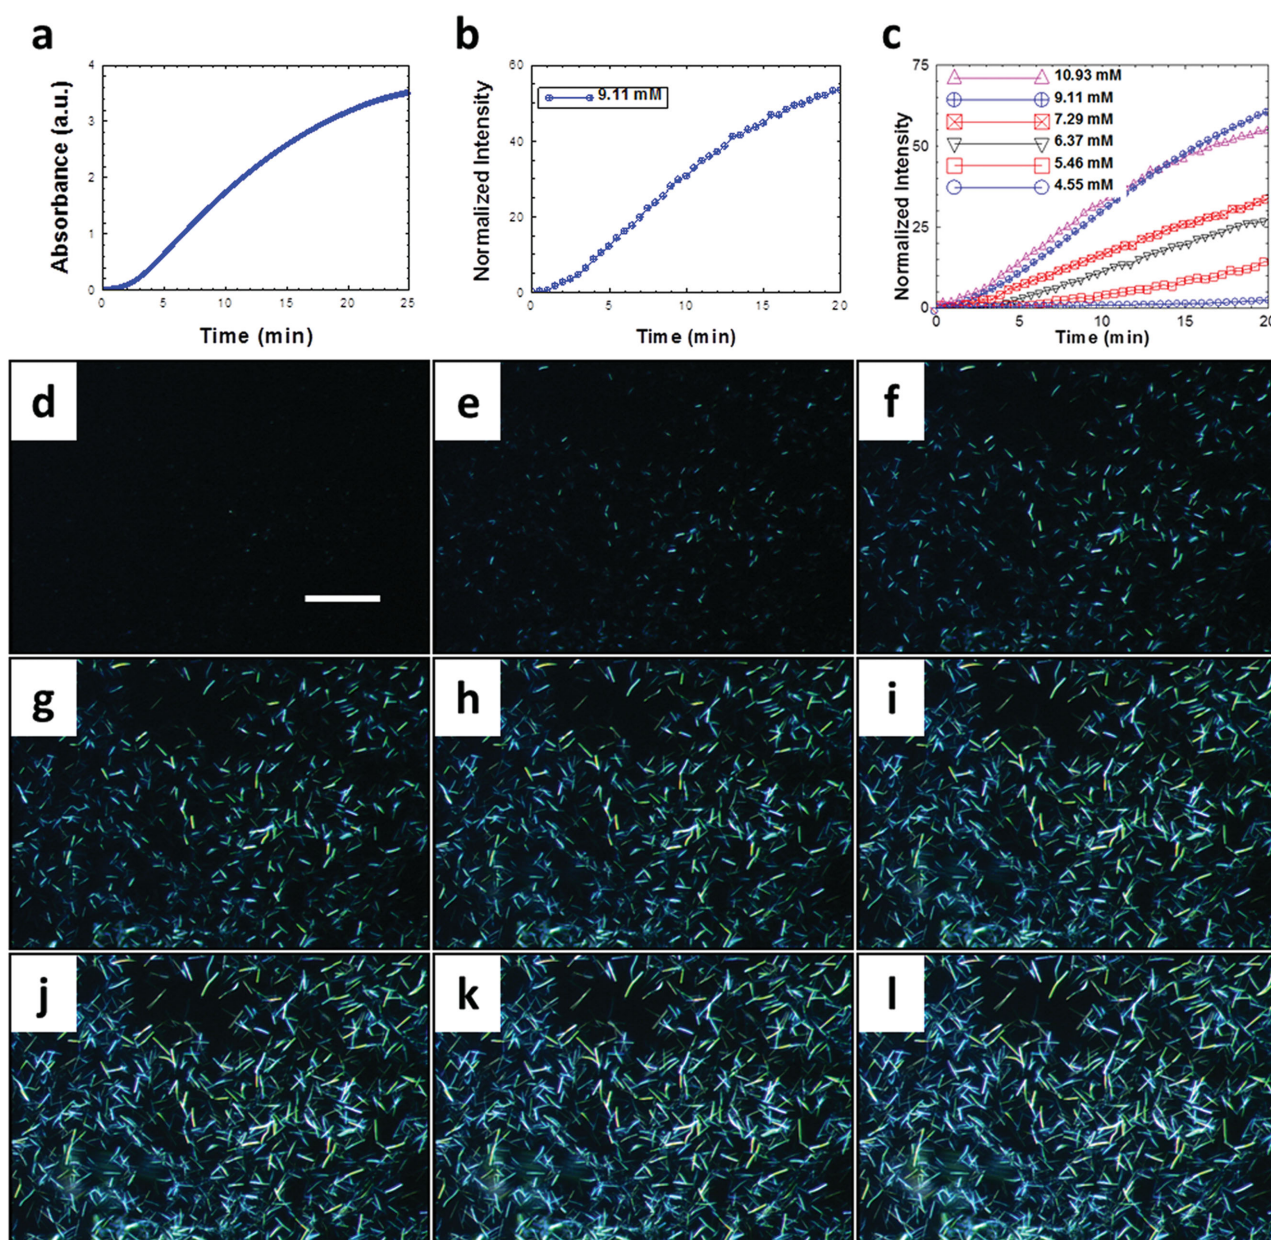 a
Absorbance (a.u.)
4
3
2
1
0
0 5 10 15 20 25
Time (min)
b
Normalized Intensity
60
40
20
0
9.11 mM
0 5 10 15 20
Time (min)
c
Normalized Intensity
75
50
25
0
10.93 mM
9.11 mM
7.29 mM
6.37 mM
5.46 mM
4.55 mM
0 5 10 15 20
Time (min)
d
e
f
g
h
i
j
k
l